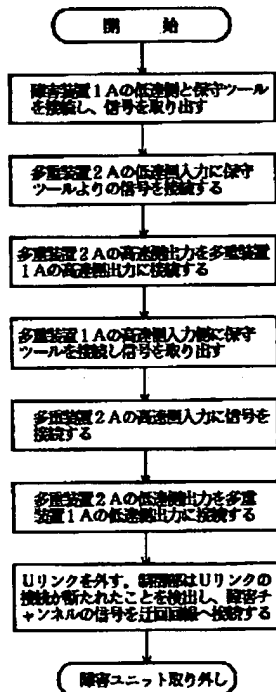 開 始
障害装置1Aの低速側と保守ツール
を接続し、信号を取り出す
多重装置2Aの低速側入力に保守
ツールよりの信号を接続する
多重装置2Aの高速側出力を多重装置
1Aの高速側出力に接続する
多重装置1Aの高速側入力側に保守
ツールを接続し信号を取り出す
多重装置2Aの高速側入力に信号を
接続する
多重装置2Aの低速側出力を多重
装置1Aの低速側出力に接続する
Uリンクを外す。制御部はUリンクの
接続が断たれたことを検出し、障害チ
ャンネルの信号を迂回回線へ接続する
障害ユニット取り外し